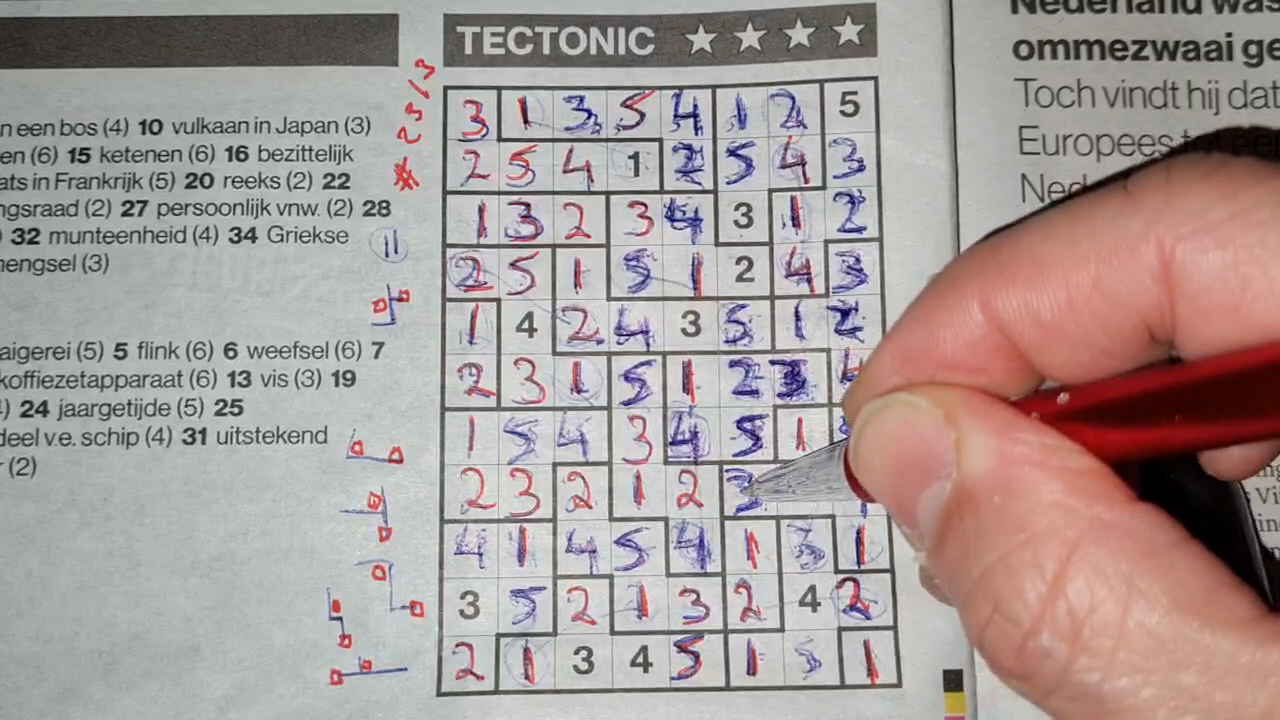 TECTONIC ★ ★ ★ ★
n een bos (4) 10 vulkaan in Japan (3)
en (6) 15 ketenen (6) 16 bezittelijk
ats in Frankrijk (5) 20 reeks (2) 22
ngsraad (2) 27 persoonlijk vnw. (2) 28
) 32 munteenheid (4) 34 Griekse
nengsel (3)
11
aigerei (5) 5 flink (6) 6 weefsel (6) 7
koffiezetapparaat (6) 13 vis (3) 19
) 24 jaargetijde (5) 25
deel v.e. schip (4) 31 uitstekend
(2)
3 1 3 5 4 1 2 5
2 5 4 1 2 5 4 3
1 3 2 3 4 3 1 2
2 5 1 5 1 2 4 3
1 4 2 4 3 5 1 2
2 3 1 5 1 2 3 4
1 5 4 3 4 5 1
2 3 2 1 2 3
4 1 4 5 4 1 3 1
3 5 2 1 3 2 4 2
2 1 3 4 5 1 5 1
Nederland was
ommezwaai ge
Toch vindt hij dat
Europees